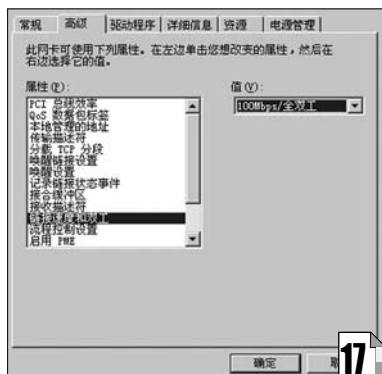 常规 高级 驱动程序 详细信息 资源 电源管理
此网卡可使用下列属性。在左边单击您想改变的属性，然后在
右边选择它的值。
属性(P): 值(V):
PCI 总线效率 100Mbps/全双工
QoS 数据包标签
本地管理的地址
传输描述符
分载 TCP 分段
唤醒链接设置
唤醒设置
记录链接状态事件
接合缓冲区
接收描述符
链接速度和双工
流程控制设置
启用 PME
确定
17